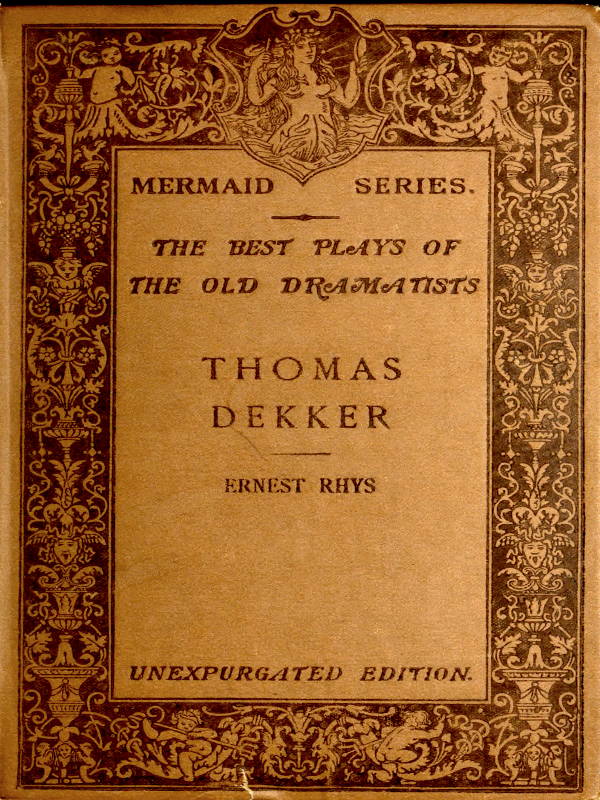 MERMAID SERIES.
THE BEST PLAYS OF
THE OLD DRAMATISTS
THOMAS
DEKKER
ERNEST RHYS
UNEXPURGATED EDITION.